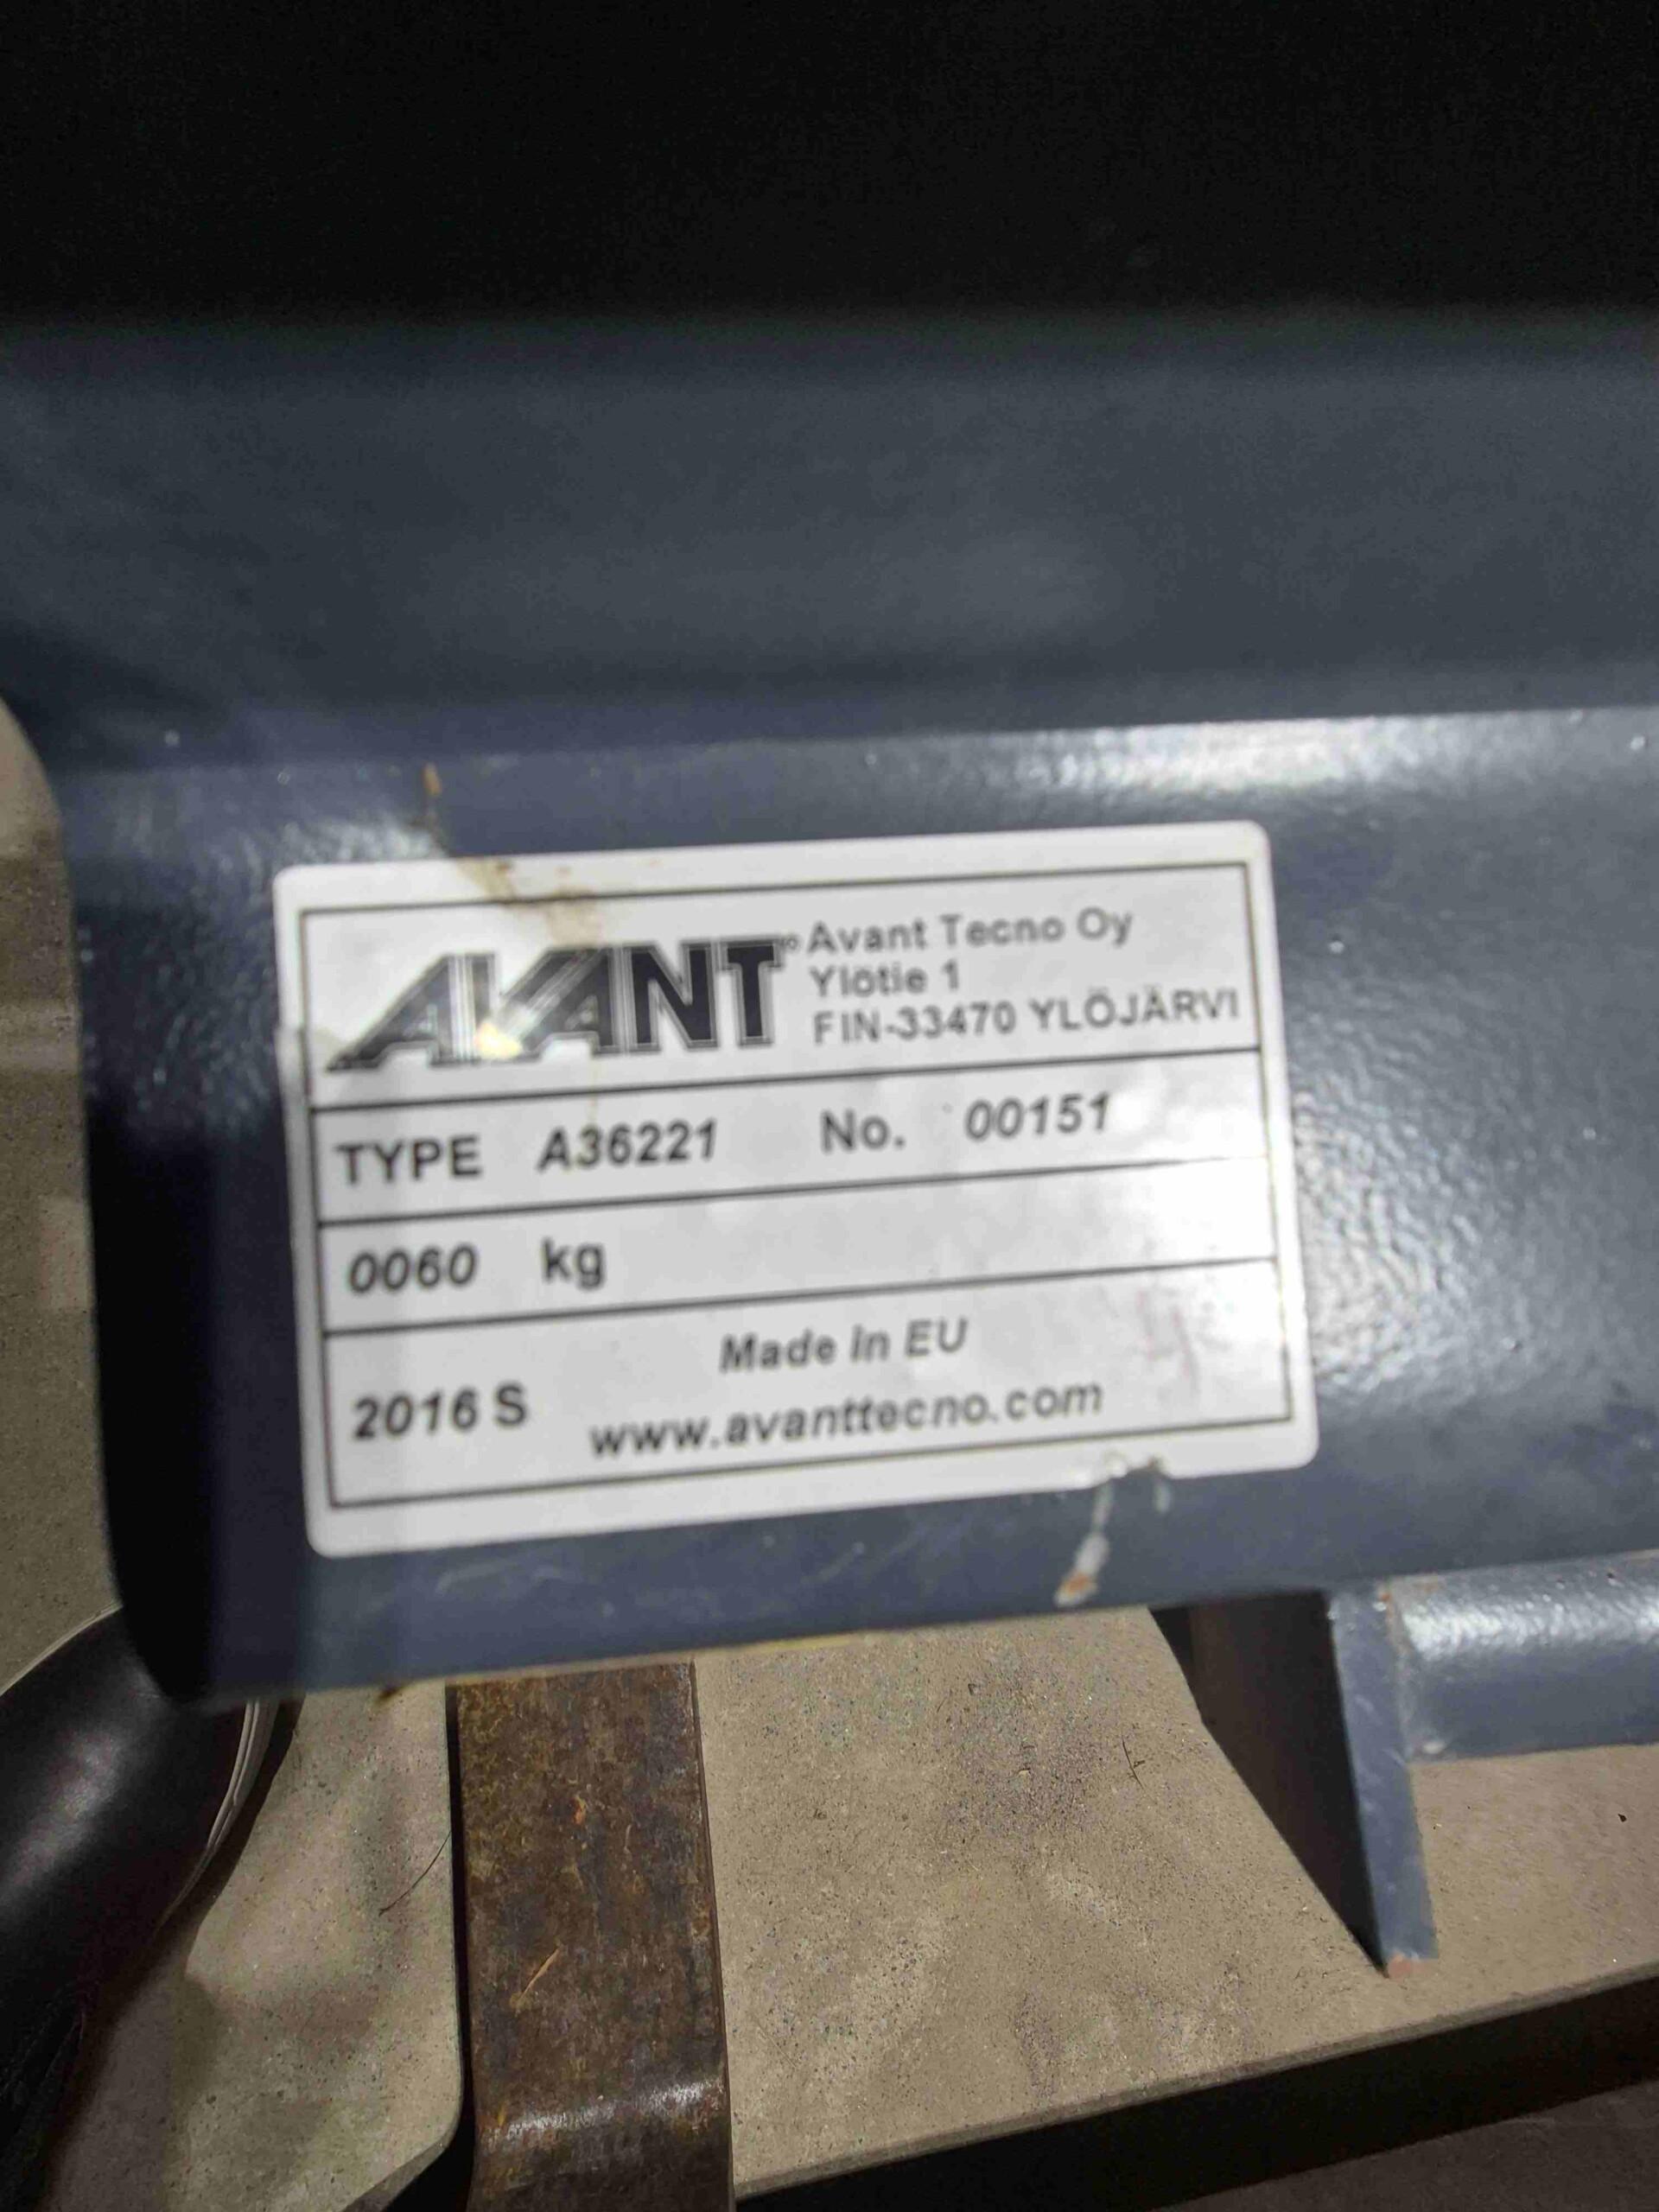 AVANT®
Avant Tecno Oy
Ylotie 1
FIN-33470 YLÖJÄRVI
TYPE A36221 No. 00151
0060 kg
Made in EU
2016 S
www.avanttecno.com